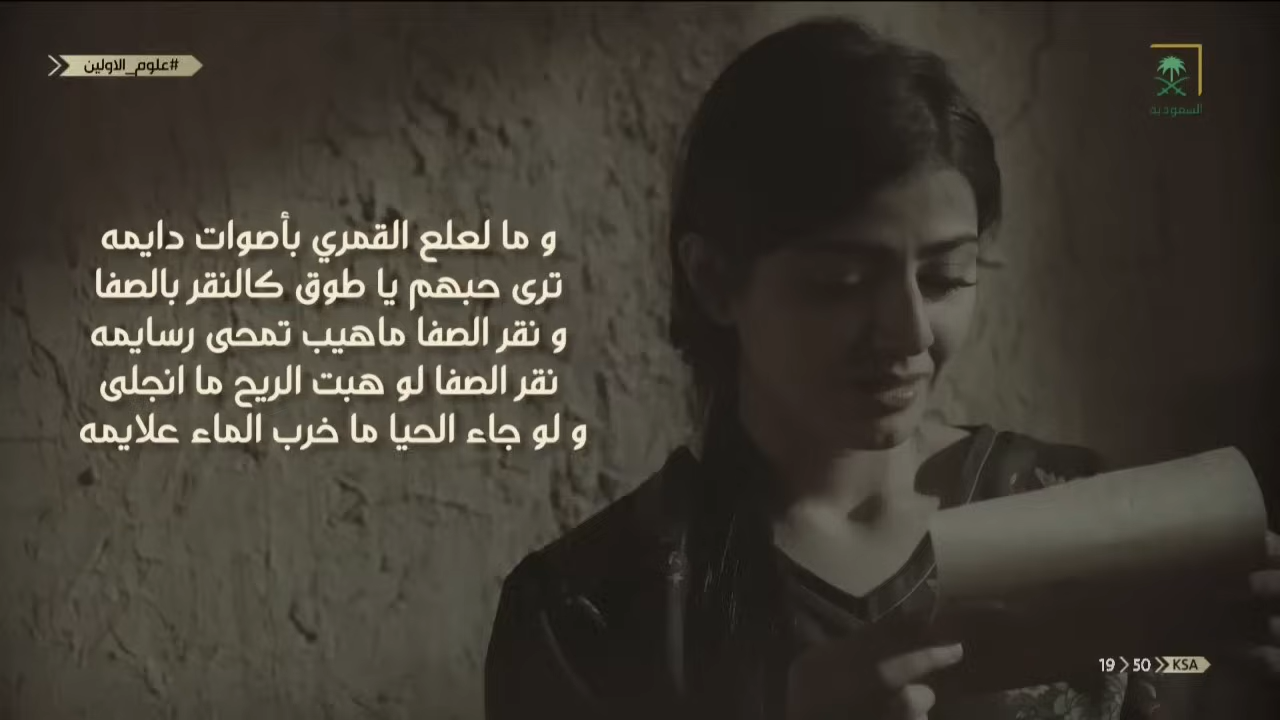 #علوم_الاولين
السعودية
و ما لعلع القمري بأصوات دايمه
ترى حبهم يا طوق كالنقر بالصفا
و نقر الصفا ماهيب تمحى رسايمه
نقر الصفا لو هبت الريح ما انجلى
و لو جاء الحيا ما خرب الماء علايمه
19 > 50 >> KSA